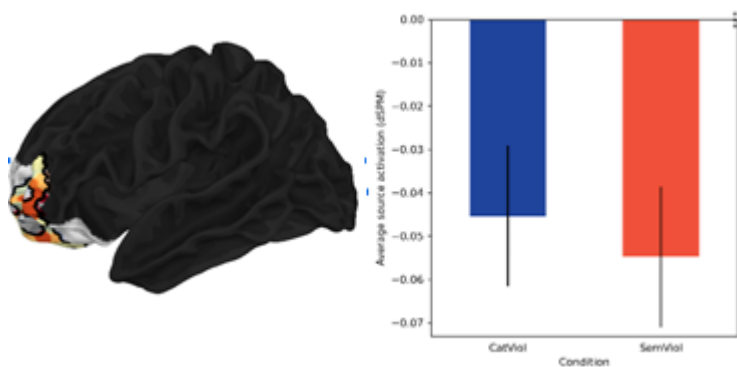 0.00
−0.01
−0.02
−0.03
−0.04
−0.05
−0.06
−0.07
Average source activation (dSPM)
CatViol SemViol
Condition